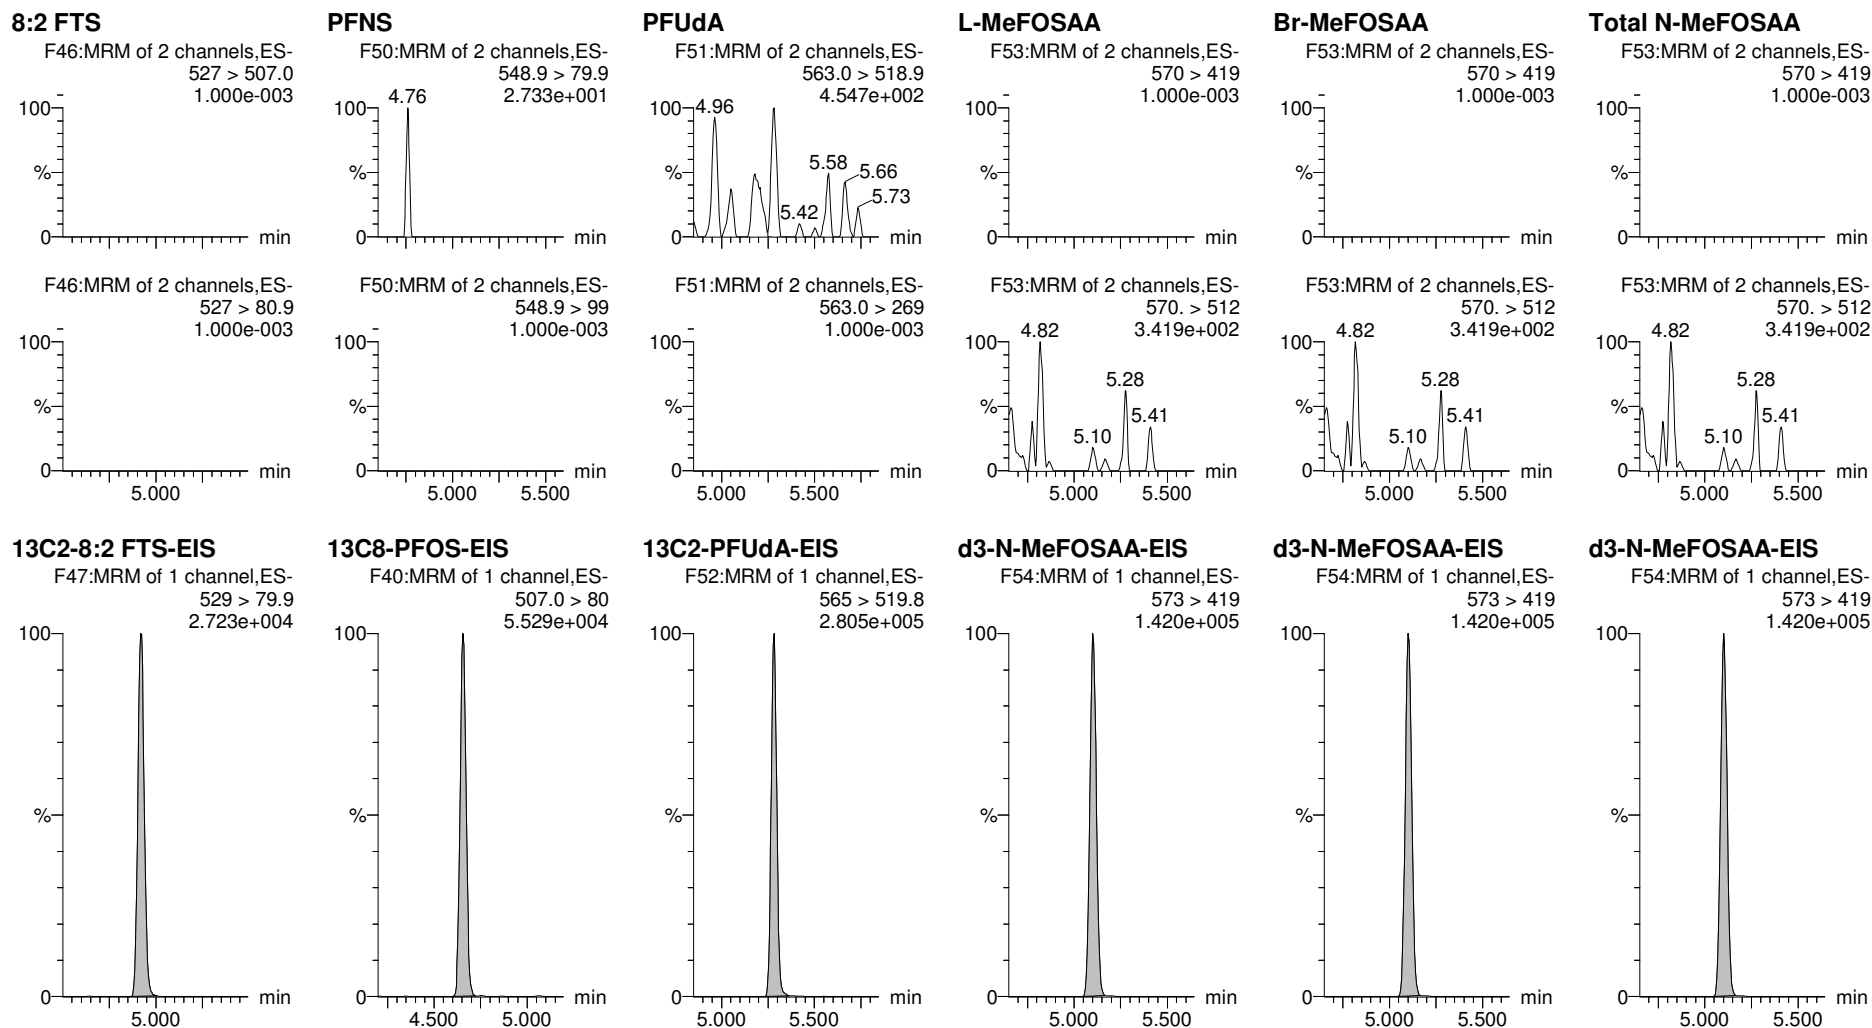 8:2 FTS
F46:MRM of 2 channels,ES-
527 > 507.0
1.000e-003
100
%
0
min
F46:MRM of 2 channels,ES-
527 > 80.9
1.000e-003
100
%
0
min
5.000
13C2-8:2 FTS-EIS
F47:MRM of 1 channel,ES-
529 > 79.9
2.723e+004
100
%
0
min
5.000
PFNS
F50:MRM of 2 channels,ES-
548.9 > 79.9
2.733e+001
4.76
100
%
0
min
F50:MRM of 2 channels,ES-
548.9 > 99
1.000e-003
100
%
0
min
5.000 5.500
13C8-PFOS-EIS
F40:MRM of 1 channel,ES-
507.0 > 80
5.529e+004
100
%
0
min
4.500 5.000
PFUdA
F51:MRM of 2 channels,ES-
563.0 > 518.9
4.547e+002
100
4.96
5.58
5.66
5.73
5.42
%
0
min
F51:MRM of 2 channels,ES-
563.0 > 269
1.000e-003
100
%
0
min
5.000 5.500
13C2-PFUdA-EIS
F52:MRM of 1 channel,ES-
565 > 519.8
2.805e+005
100
%
0
min
5.000 5.500
L-MeFOSAA
F53:MRM of 2 channels,ES-
570 > 419
1.000e-003
100
%
0
min
F53:MRM of 2 channels,ES-
570. > 512
3.419e+002
4.82
100
5.28
5.41
5.10
%
0
min
5.000 5.500
d3-N-MeFOSAA-EIS
F54:MRM of 1 channel,ES-
573 > 419
1.420e+005
100
%
0
min
5.000 5.500
Br-MeFOSAA
F53:MRM of 2 channels,ES-
570 > 419
1.000e-003
100
%
0
min
F53:MRM of 2 channels,ES-
570. > 512
3.419e+002
4.82
100
5.28
5.41
5.10
%
0
min
5.000 5.500
d3-N-MeFOSAA-EIS
F54:MRM of 1 channel,ES-
573 > 419
1.420e+005
100
%
0
min
5.000 5.500
Total N-MeFOSAA
F53:MRM of 2 channels,ES-
570 > 419
1.000e-003
100
%
0
min
F53:MRM of 2 channels,ES-
570. > 512
3.419e+002
4.82
100
5.28
5.41
5.10
%
0
min
5.000 5.500
d3-N-MeFOSAA-EIS
F54:MRM of 1 channel,ES-
573 > 419
1.420e+005
100
%
0
min
5.000 5.500